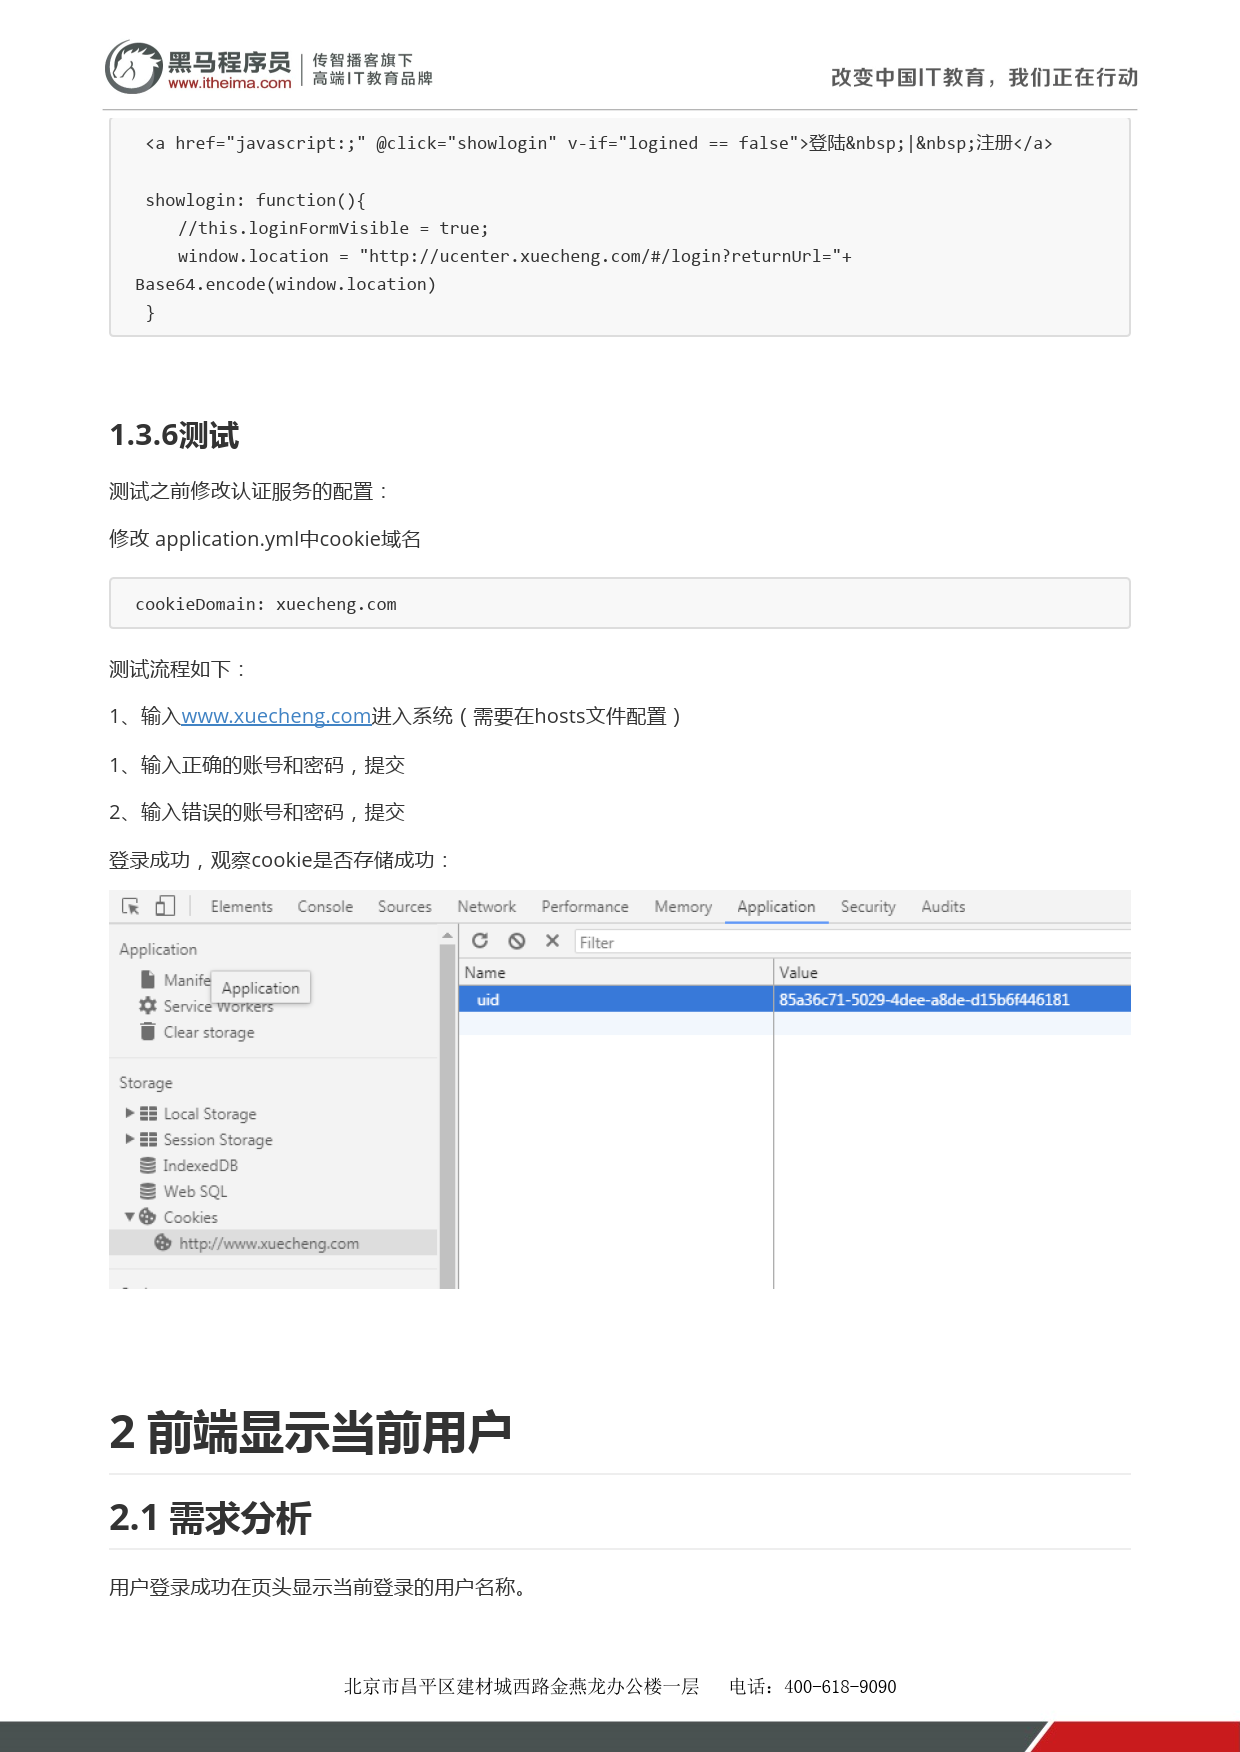 黑马程序员
www.itheima.com
传智播客旗下
高端IT教育品牌
改变中国IT教育，我们正在行动
<a href="javascript:;" @click="showlogin" v-if="logined == false">登陆&nbsp;|&nbsp;注册</a>
showlogin: function(){
//this.loginFormVisible = true;
window.location = "http://ucenter.xuecheng.com/#/login?returnUrl="+
Base64.encode(window.location)
}
1.3.6测试
测试之前修改认证服务的配置：
修改 application.yml中cookie域名
cookieDomain: xuecheng.com
测试流程如下：
1、输入www.xuecheng.com进入系统（需要在hosts文件配置）
1、输入正确的账号和密码，提交
2、输入错误的账号和密码，提交
登录成功，观察cookie是否存储成功：
Elements Console Sources Network Performance Memory Application Security Audits
Application
Filter
Name Value
Manife
Application
uid 85a36c71-5029-4dee-a8de-d15b6f446181
Service Workers
Clear storage
Storage
Local Storage
Session Storage
IndexedDB
Web SQL
Cookies
http://www.xuecheng.com
2 前端显示当前用户
2.1 需求分析
用户登录成功在页头显示当前登录的用户名称。
北京市昌平区建材城西路金燕龙办公楼一层 电话：400-618-9090